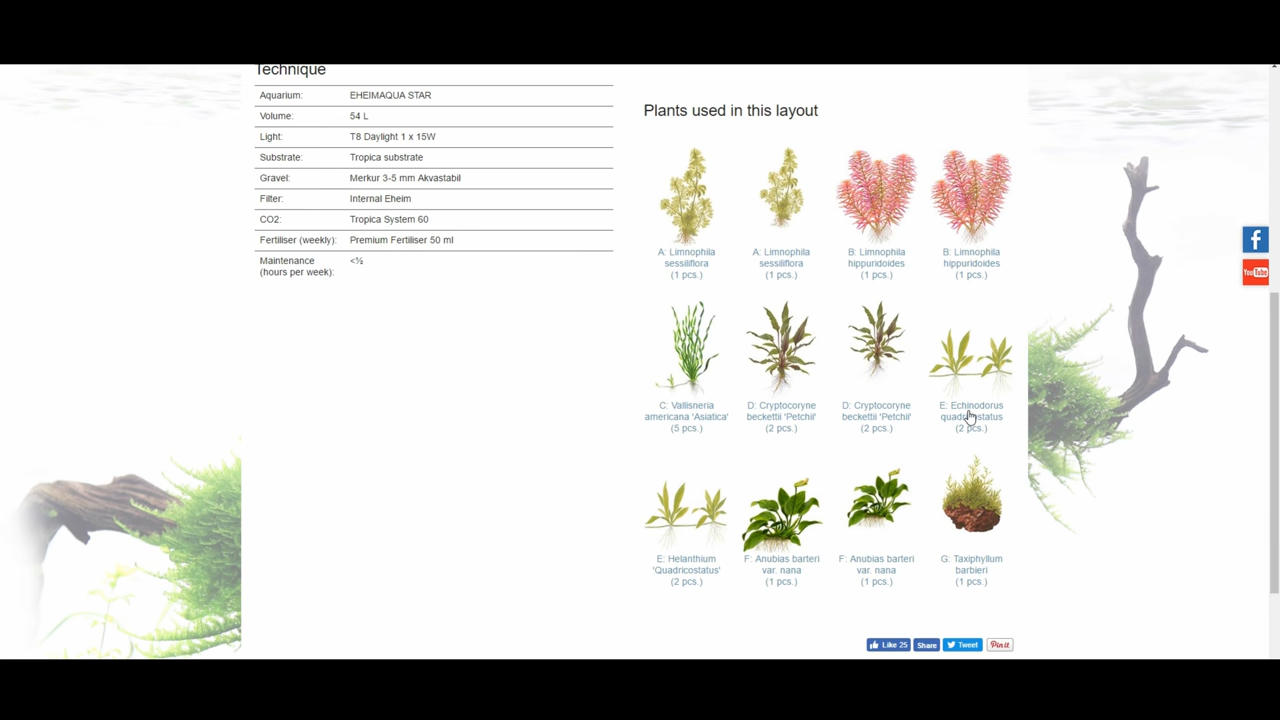 Technique
Aquarium: EHEIMAQUA STAR
Volume: 54 L
Light: T8 Daylight 1 x 15W
Substrate: Tropica substrate
Gravel: Merkur 3-5 mm Akvastabil
Filter: Internal Eheim
CO2: Tropica System 60
Fertiliser (weekly): Premium Fertiliser 50 ml
Maintenance <½
(hours per week):
Plants used in this layout
A: Limnophila
sessiliflora
(1 pcs.)
A: Limnophila
sessiliflora
(1 pcs.)
B: Limnophila
hippuridoides
(1 pcs.)
B: Limnophila
hippuridoides
(1 pcs.)
C: Vallisneria
americana 'Asiatica'
(5 pcs.)
D: Cryptocoryne
beckettii 'Petchii'
(2 pcs.)
D: Cryptocoryne
beckettii 'Petchii'
(2 pcs.)
E: Echinodorus
quadricostatus
(2 pcs.)
E: Helanthium
'Quadricostatus'
(2 pcs.)
F: Anubias barteri
var. nana
(1 pcs.)
F: Anubias barteri
var. nana
(1 pcs.)
G: Taxiphyllum
barbieri
(1 pcs.)
Like 25 Share Tweet Pin it
f
YouTube